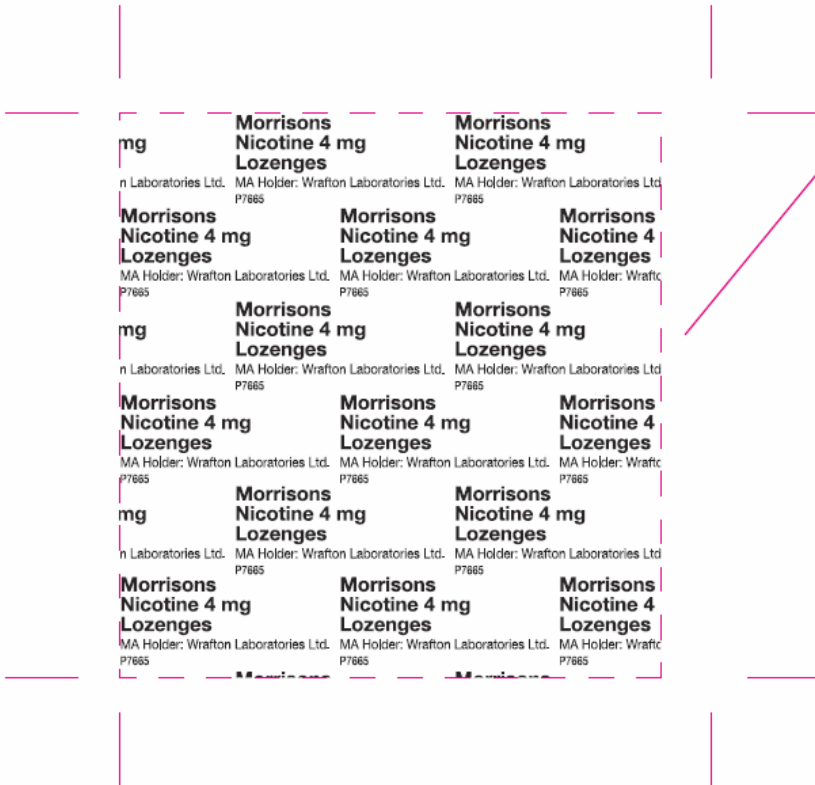 Morrisons Morrisons
mg Nicotine 4 mg Nicotine 4 mg
Lozenges Lozenges
n Laboratories Ltd. MA Holder: Wrafton Laboratories Ltd. MA Holder: Wrafton Laboratories Ltd
P7665 P7665
Morrisons Morrisons Morrisons
Nicotine 4 mg Nicotine 4 mg Nicotine 4
Lozenges Lozenges Lozenges
MA Holder: Wrafton Laboratories Ltd. MA Holder: Wrafton Laboratories Ltd. MA Holder: Wrafto
P7665 P7665 P7665
Morrisons Morrisons
mg Nicotine 4 mg Nicotine 4 mg
Lozenges Lozenges
n Laboratories Ltd. MA Holder: Wrafton Laboratories Ltd. MA Holder: Wrafton Laboratories Ltd
P7665 P7665
Morrisons Morrisons Morrisons
Nicotine 4 mg Nicotine 4 mg Nicotine 4
Lozenges Lozenges Lozenges
MA Holder: Wrafton Laboratories Ltd. MA Holder: Wrafton Laboratories Ltd. MA Holder: Wrafto
P7665 P7665 P7665
Morrisons Morrisons
mg Nicotine 4 mg Nicotine 4 mg
Lozenges Lozenges
n Laboratories Ltd. MA Holder: Wrafton Laboratories Ltd. MA Holder: Wrafton Laboratories Ltd
P7665 P7665
Morrisons Morrisons Morrisons
Nicotine 4 mg Nicotine 4 mg Nicotine 4
Lozenges Lozenges Lozenges
MA Holder: Wrafton Laboratories Ltd. MA Holder: Wrafton Laboratories Ltd. MA Holder: Wrafto
P7665 P7665 P7665
Morrisons Morrisons